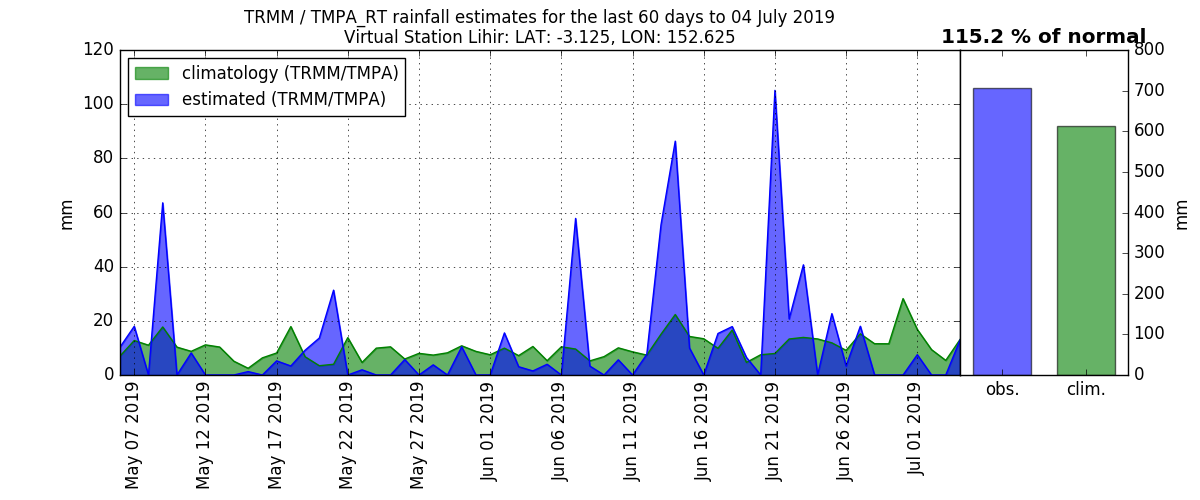 TRMM / TMPA_RT rainfall estimates for the last 60 days to 04 July 2019
Virtual Station Lihir: LAT: -3.125, LON: 152.625
115.2 % of normal
climatology (TRMM/TMPA)
estimated (TRMM/TMPA)
120
100
80
60
40
20
0
mm
May 07 2019
May 12 2019
May 17 2019
May 22 2019
May 27 2019
Jun 01 2019
Jun 06 2019
Jun 11 2019
Jun 16 2019
Jun 21 2019
Jun 26 2019
Jul 01 2019
obs.
clim.
800
700
600
500
400
300
200
100
0
mm